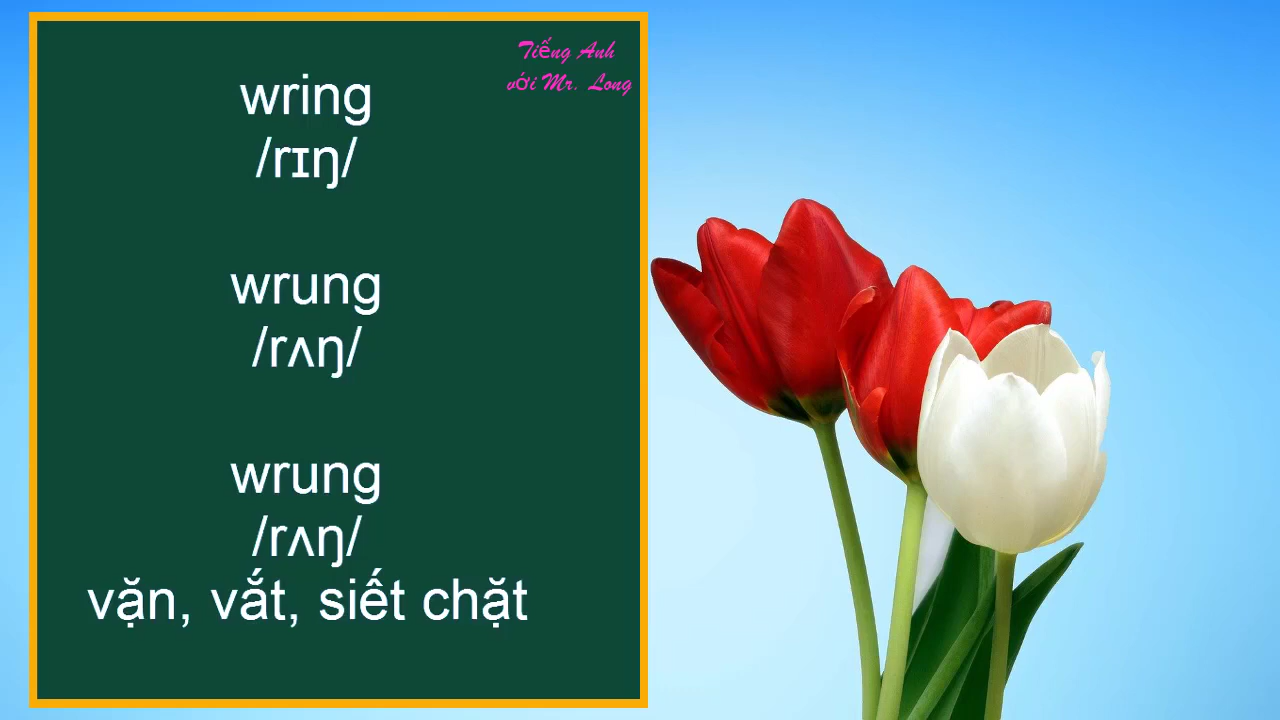 Tiếng Anh
với Mr. Long
wring
/rɪŋ/
wrung
/rʌŋ/
wrung
/rʌŋ/
vặn, vắt, siết chặt